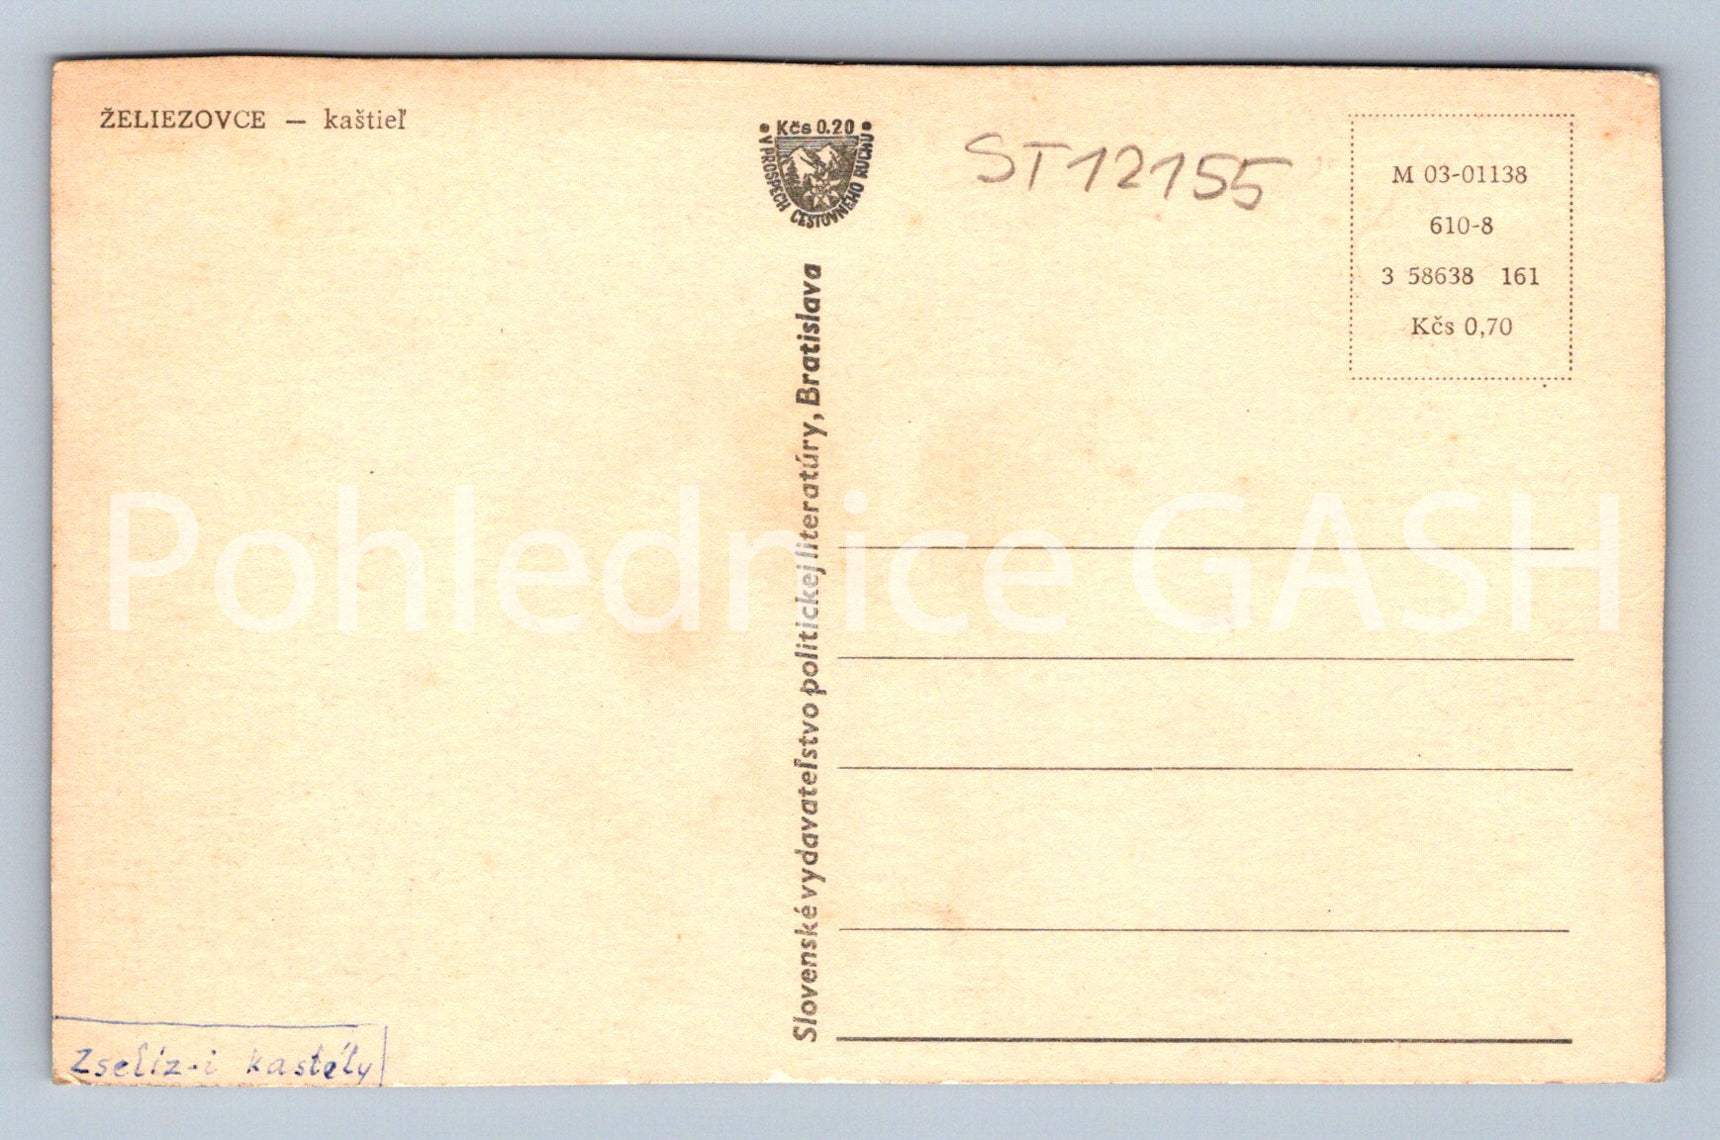 ŽELIEZOVCE — kaštieľ
• Kčs 0.20 •
V PROSPECH CESTOVNÉHO RUCHU
ST12155
M 03-01138
610-8
3 58638 161
Kčs 0,70
Slovenské vydavateľstvo politickej literatúry, Bratislava
Pohlednice GASH
Zselíz-i kastély